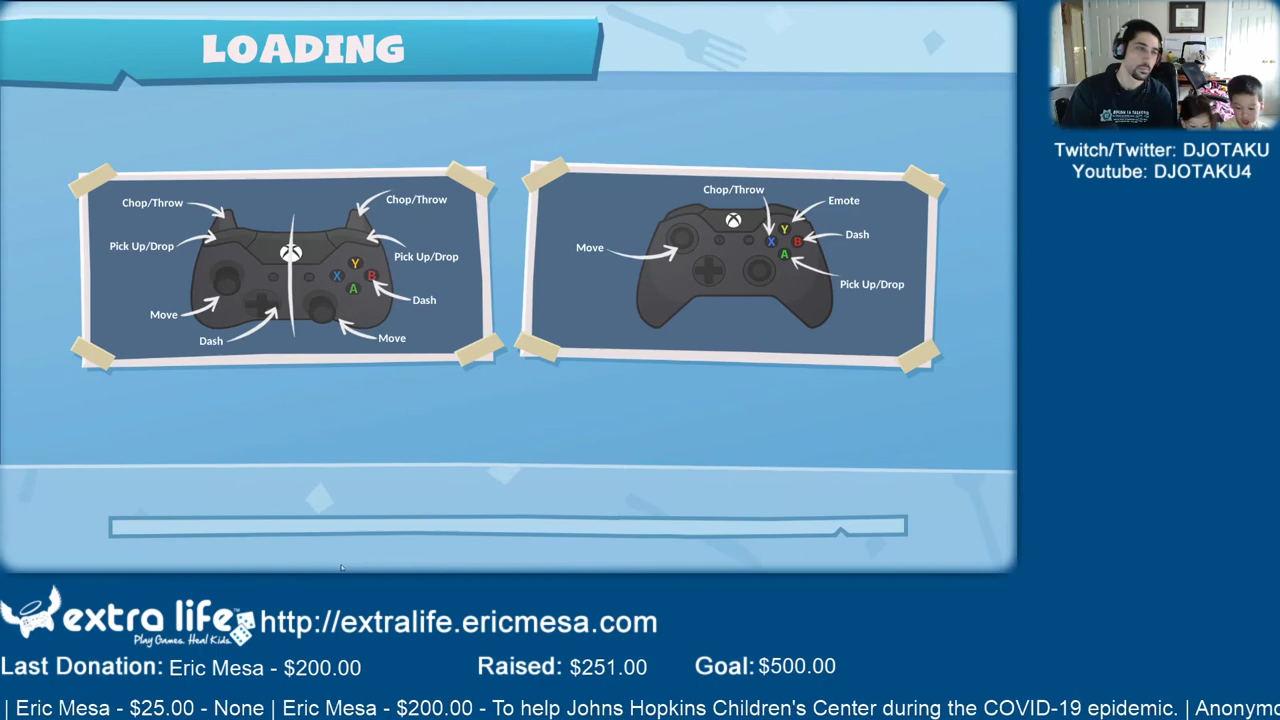 LOADING
Chop/Throw
Chop/Throw
Pick Up/Drop
Pick Up/Drop
Y
X
B
A
Move
Dash
Dash
Move
Chop/Throw
Emote
Move
Y
X
B
Dash
A
Pick Up/Drop
Twitch/Twitter: DJOTAKU
Youtube: DJOTAKU4
extra life
Play Games. Heal Kids.
http://extralife.ericmesa.com
Last Donation: Eric Mesa - $200.00
Raised: $251.00
Goal: $500.00
| Eric Mesa - $25.00 - None | Eric Mesa - $200.00 - To help Johns Hopkins Children's Center during the COVID-19 epidemic. | Anonymo